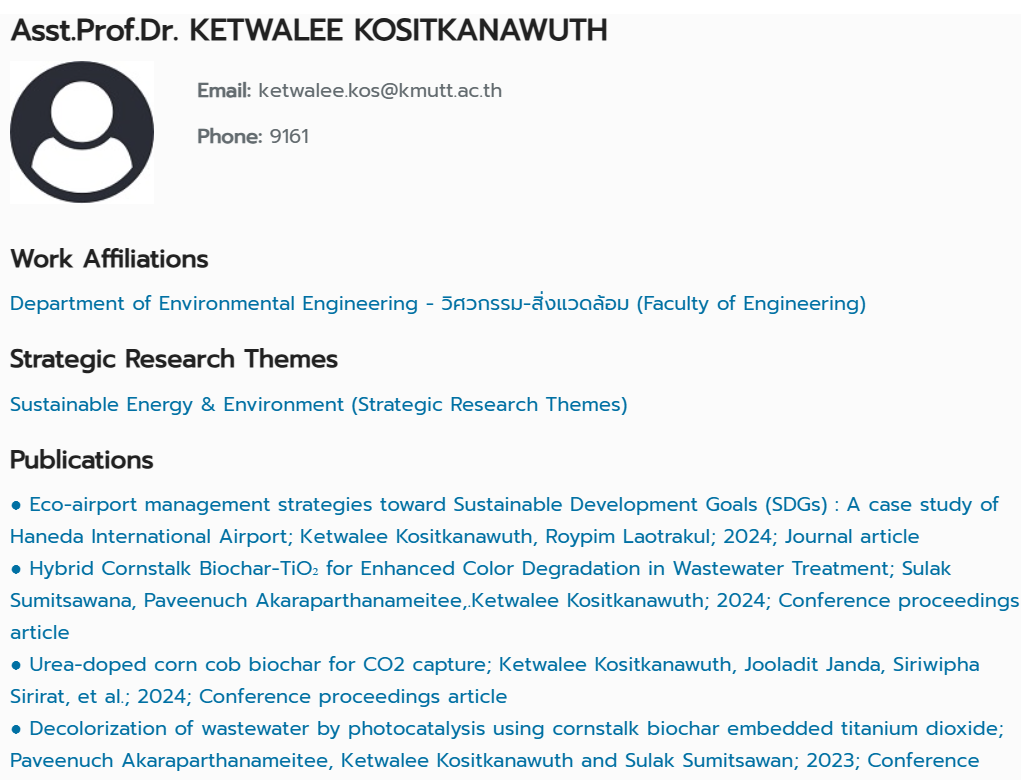 Asst.Prof.Dr. KETWALEE KOSITKANAWUTH
Email: ketwalee.kos@kmutt.ac.th
Phone: 9161
Work Affiliations
Department of Environmental Engineering - วิศวกรรม-สิ่งแวดล้อม (Faculty of Engineering)
Strategic Research Themes
Sustainable Energy & Environment (Strategic Research Themes)
Publications
● Eco-airport management strategies toward Sustainable Development Goals (SDGs) : A case study of
Haneda International Airport; Ketwalee Kositkanawuth, Roypim Laotrakul; 2024; Journal article
● Hybrid Cornstalk Biochar-TiO₂ for Enhanced Color Degradation in Wastewater Treatment; Sulak
Sumitsawana, Paveenuch Akaraparthanameitee,.Ketwalee Kositkanawuth; 2024; Conference proceedings
article
● Urea-doped corn cob biochar for CO2 capture; Ketwalee Kositkanawuth, Jooladit Janda, Siriwipha
Sirirat, et al.; 2024; Conference proceedings article
● Decolorization of wastewater by photocatalysis using cornstalk biochar embedded titanium dioxide;
Paveenuch Akaraparthanameitee, Ketwalee Kositkanawuth and Sulak Sumitsawan; 2023; Conference